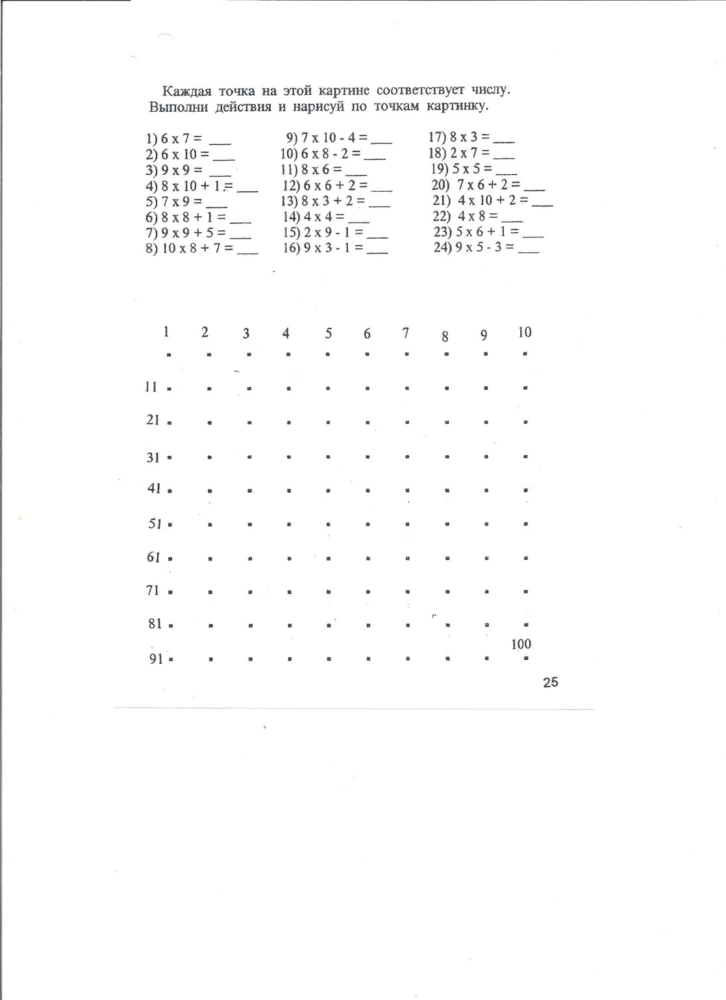 Каждая точка на этой картине соответствует числу.
Выполни действия и нарисуй по точкам картинку.
1) 6 x 7 = ___ 9) 7 x 10 - 4 = ___ 17) 8 x 3 = ___
2) 6 x 10 = ___ 10) 6 x 8 - 2 = ___ 18) 2 x 7 = ___
3) 9 x 9 = ___ 11) 8 x 6 = ___ 19) 5 x 5 = ___
4) 8 x 10 + 1 = ___ 12) 6 x 6 + 2 = ___ 20) 7 x 6 + 2 = ___
5) 7 x 9 = ___ 13) 8 x 3 + 2 = ___ 21) 4 x 10 + 2 = ___
6) 8 x 8 + 1 = ___ 14) 4 x 4 = ___ 22) 4 x 8 = ___
7) 9 x 9 + 5 = ___ 15) 2 x 9 - 1 = ___ 23) 5 x 6 + 1 = ___
8) 10 x 8 + 7 = ___ 16) 9 x 3 - 1 = ___ 24) 9 x 5 - 3 = ___
1 2 3 4 5 6 7 8 9 10
11
21
31
41
51
61
71
81
100
91
25